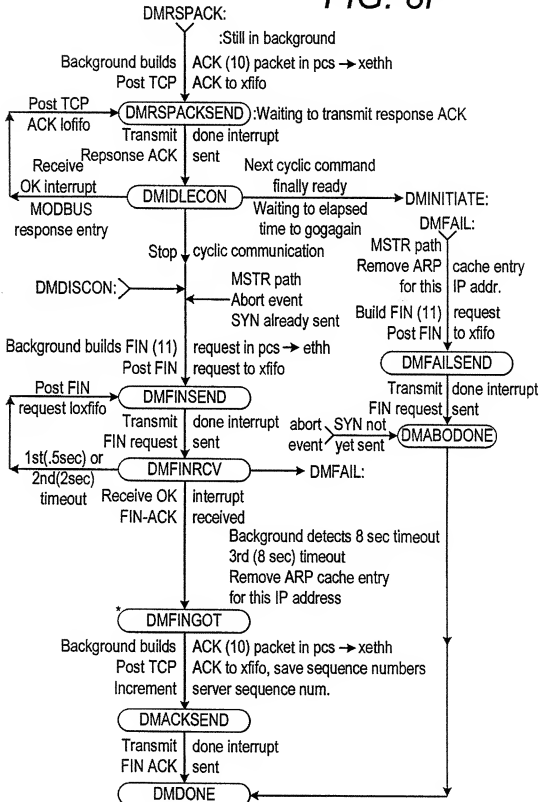 FIG. 6F
DMRSPACK:
:Still in background
Background builds ACK (10) packet in pcs → xethh
Post TCP ACK to xfifo
Post TCP
ACK lofifo
DMRSPACKSEND :Waiting to transmit response ACK
Transmit done interrupt
Repsonse ACK sent
Receive
OK interrupt
MODBUS
response entry
DMIDLECON
Next cyclic command
finally ready
Waiting to elapsed
time to gogagain
DMINITIATE:
DMFAIL:
MSTR path
Remove ARP cache entry
for this IP addr.
Build FIN (11) request
Post FIN to xfifo
DMFAILSEND
Transmit done interrupt
FIN request sent
Stop cyclic communication
DMDISCON:
MSTR path
Abort event
SYN already sent
Background builds FIN (11) request in pcs → ethh
Post FIN request to xfifo
Post FIN
request loxfifo
DMFINSEND
Transmit done interrupt
FIN request sent
abort
event
SYN not
yet sent
DMABODONE
1st(.5sec) or
2nd(2sec)
timeout
DMFINRCV
DMFAIL:
Receive OK interrupt
FIN-ACK received
Background detects 8 sec timeout
3rd (8 sec) timeout
Remove ARP cache entry
for this IP address
* DMFINGOT
Background builds ACK (10) packet in pcs → xethh
Post TCP ACK to xfifo, save sequence numbers
Increment server sequence num.
DMACKSEND
Transmit done interrupt
FIN ACK sent
DMDONE